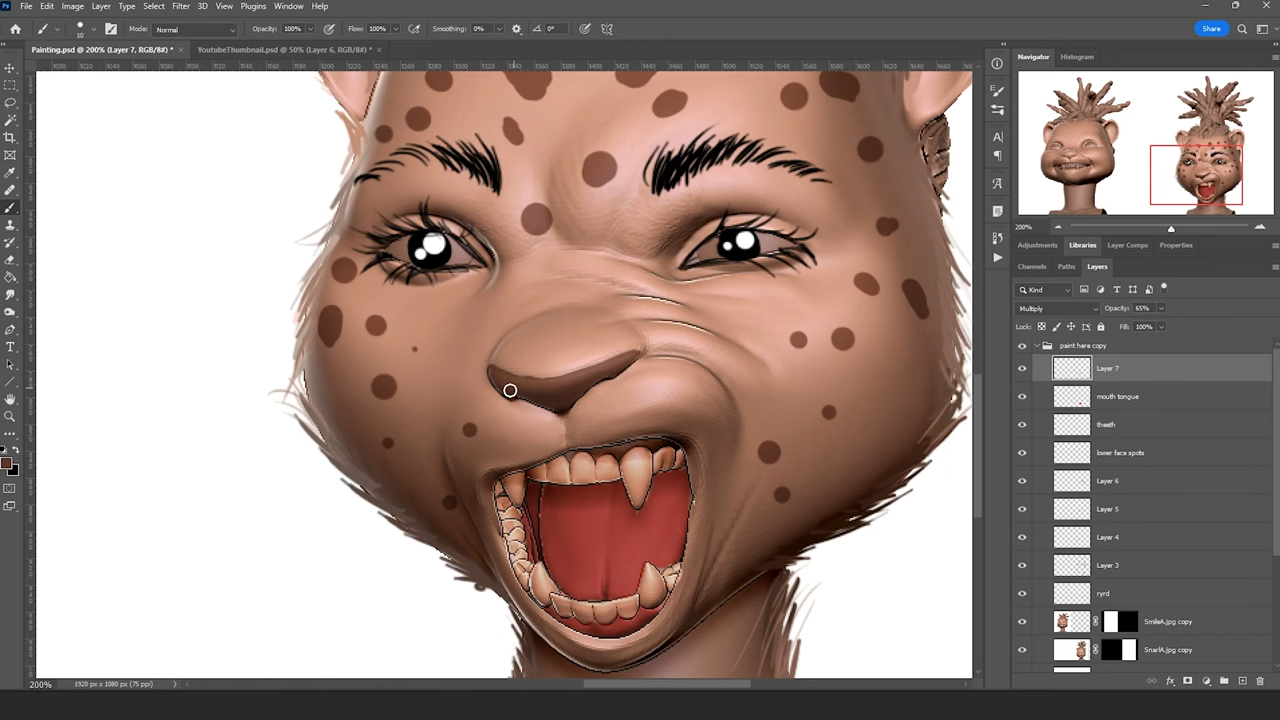 Ps File Edit Image Layer Type Select Filter 3D View Plugins Window Help
10 Mode: Normal Opacity: 100% Flow: 100% Smoothing: 0% 0° Share
Painting.psd @ 200% (Layer 7, RGB/8#) * × YoutubeThumbnail.psd @ 50% (Layer 6, RGB/8#) * ×
Navigator Histogram
200%
Adjustments Libraries Layer Comps Properties
Channels Paths Layers
Kind
Multiply Opacity: 65%
Lock: Fill: 100%
paint here copy
Layer 7
mouth tongue
theeth
lower face spots
Layer 6
Layer 5
Layer 4
Layer 3
ryrd
SmileA.jpg copy
SnarlA.jpg copy
200% 1920 px x 1080 px (75 ppi)